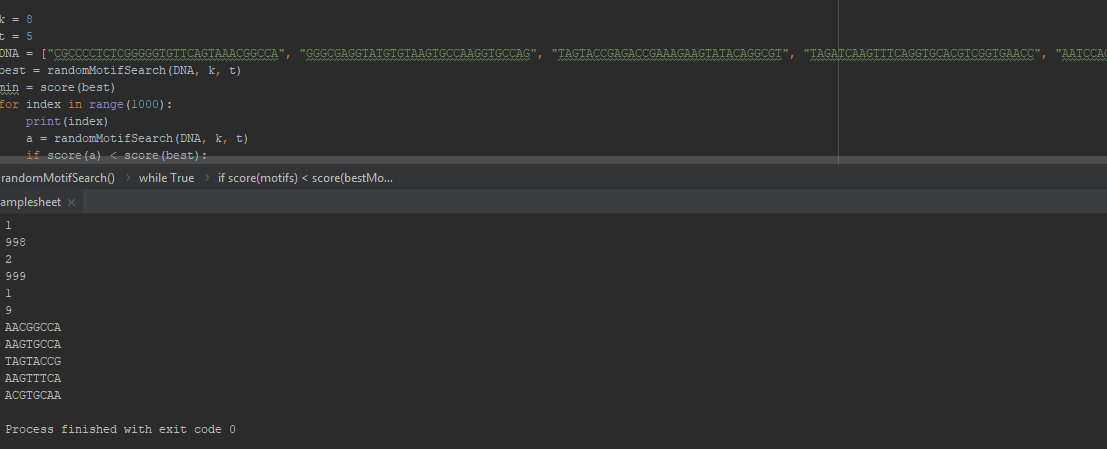 k = 8
t = 5
DNA = ["CGCCCCTCTCGGGGGTGTTCAGTAAACGGCCA", "GGGCGAGGTATGTGTAAGTGCCAAGGTGCCAG", "TAGTACCGAGACCGAAAGAAGTATACAGGCGT", "TAGATCAAGTTTCAGGTGCACGTCGGTGAACC", "AATCCAG
best = randomMotifSearch(DNA, k, t)
min = score(best)
for index in range(1000):
    print(index)
    a = randomMotifSearch(DNA, k, t)
    if score(a) < score(best):
randomMotifSearch() › while True › if score(motifs) < score(bestMo...
amplesheet ×
1
998
2
999
1
9
AACGGCCA
AAGTGCCA
TAGTACCG
AAGTTTCA
ACGTGCAA
Process finished with exit code 0